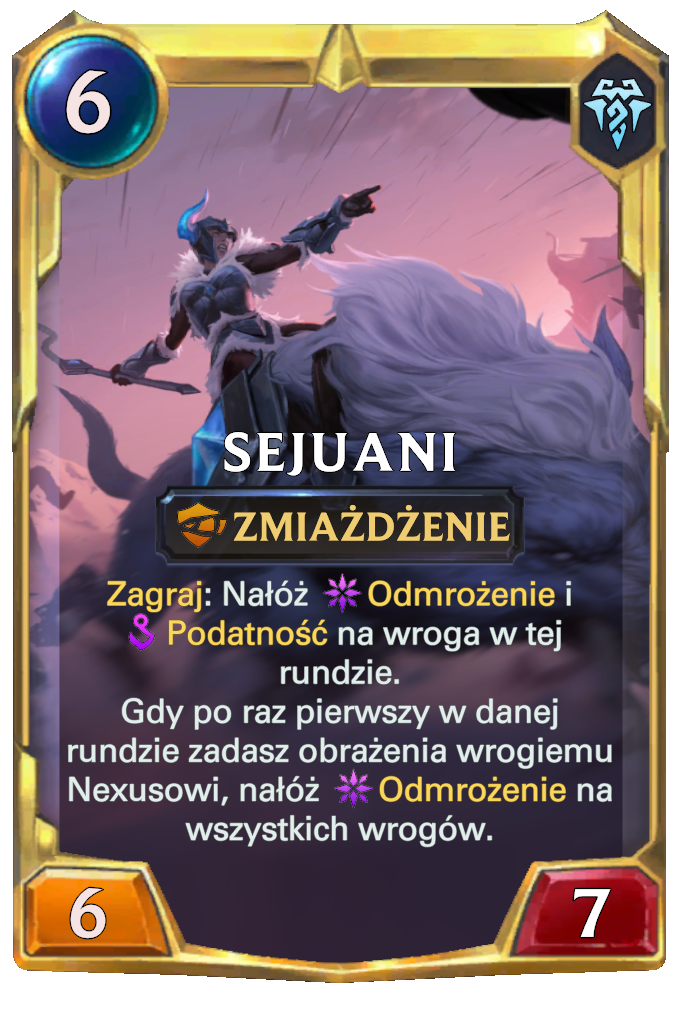 6
SEJUANI
ZMIAŻDŻENIE
Zagraj: Nałóż Odmrożenie i
Podatność na wroga w tej
rundzie.
Gdy po raz pierwszy w danej
rundzie zadasz obrażenia wrogiemu
Nexusowi, nałóż Odmrożenie na
wszystkich wrogów.
6
7